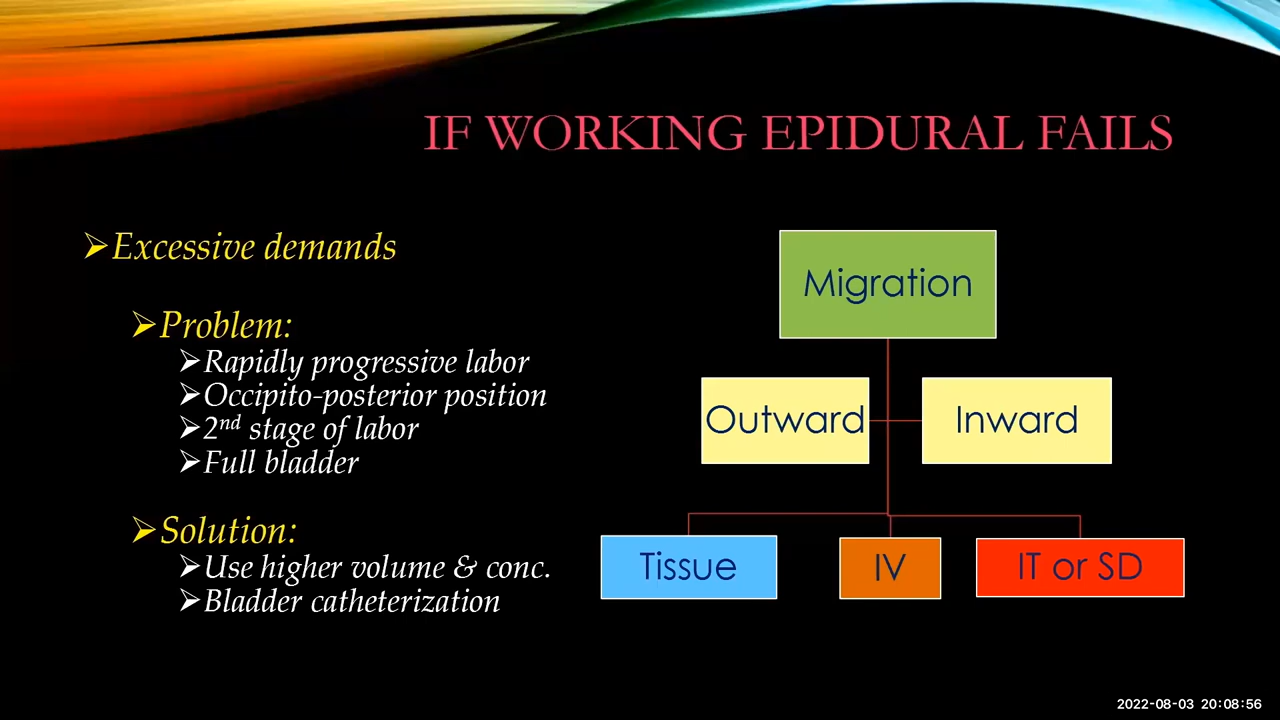 IF WORKING EPIDURAL FAILS
➢Excessive demands
➢Problem:
➢Rapidly progressive labor
➢Occipito-posterior position
➢2nd stage of labor
➢Full bladder
➢Solution:
➢Use higher volume & conc.
➢Bladder catheterization
Migration
Outward
Inward
Tissue
IV
IT or SD
2022-08-03 20:08:56